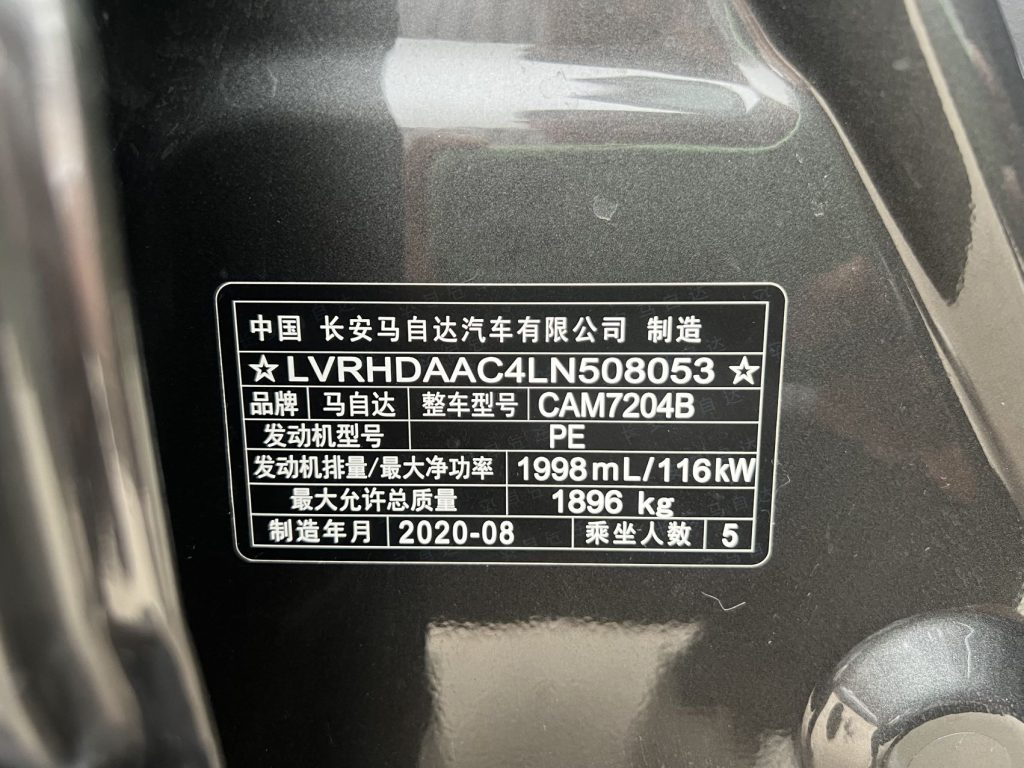 中国 长安马自达汽车有限公司 制造
☆LVRHDAAC4LN508053☆
品牌 马自达 整车型号 CAM7204B
发动机型号 PE
发动机排量/最大净功率 1998mL/116kW
最大允许总质量 1896 kg
制造年月 2020-08 乘坐人数 5